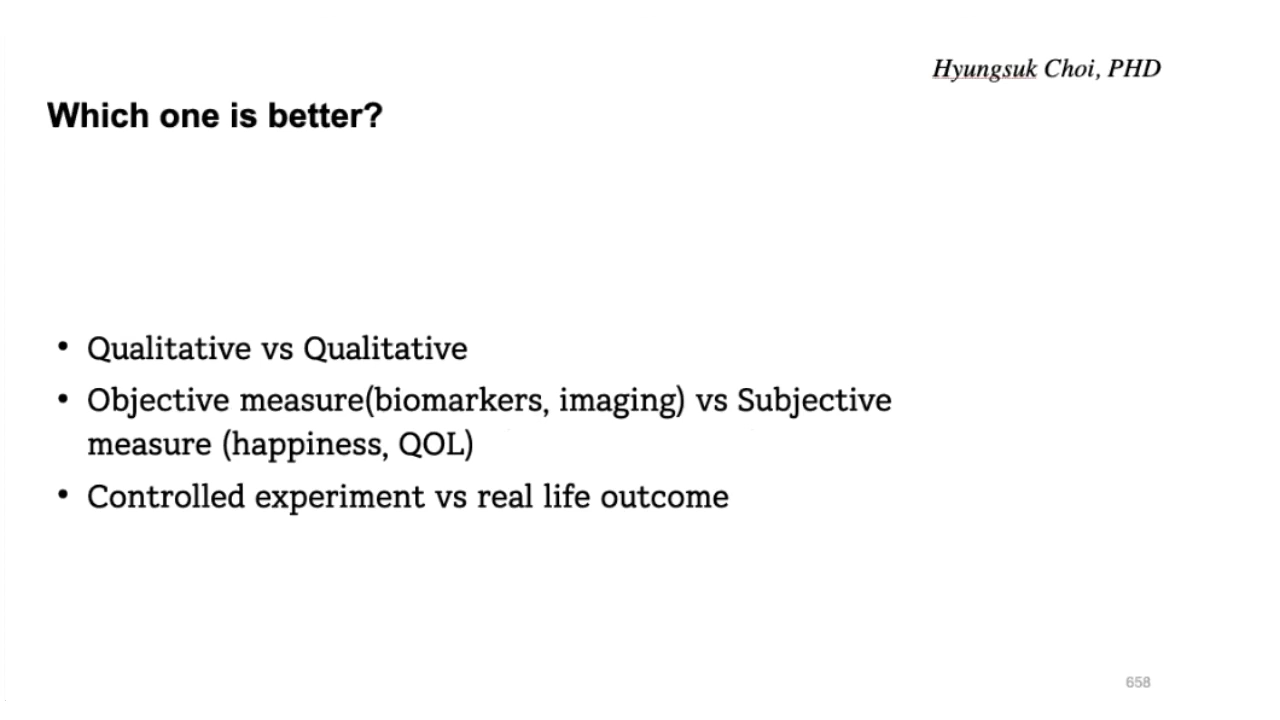 Hyungsuk Choi, PHD
Which one is better?
• Qualitative vs Qualitative
• Objective measure(biomarkers, imaging) vs Subjective
measure (happiness, QOL)
• Controlled experiment vs real life outcome
658